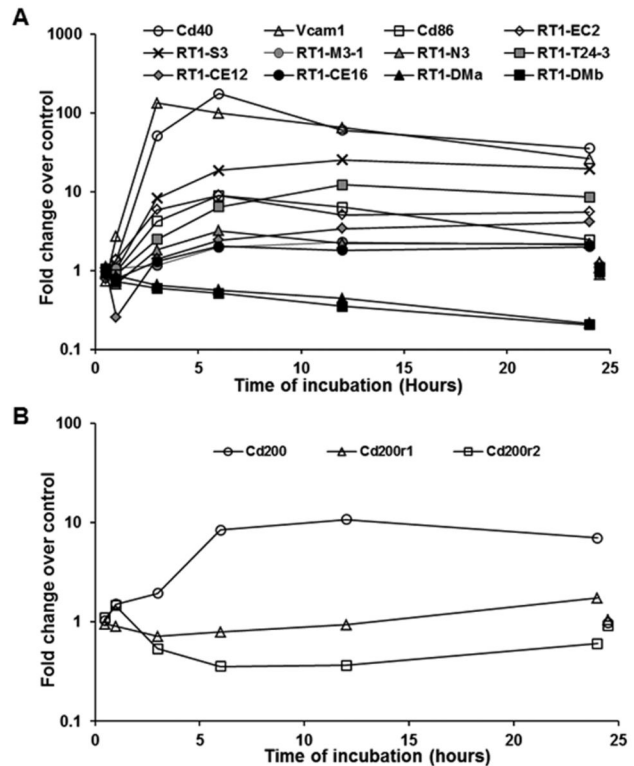 A
Cd40 Vcam1 Cd86 RT1-EC2
RT1-S3 RT1-M3-1 RT1-N3 RT1-T24-3
RT1-CE12 RT1-CE16 RT1-DMa RT1-DMb
Fold change over control
1000
100
10
1
0.1
0 5 10 15 20 25
Time of incubation (Hours)
B
Cd200 Cd200r1 Cd200r2
Fold change over control
100
10
1
0.1
0 5 10 15 20 25
Time of incubation (hours)